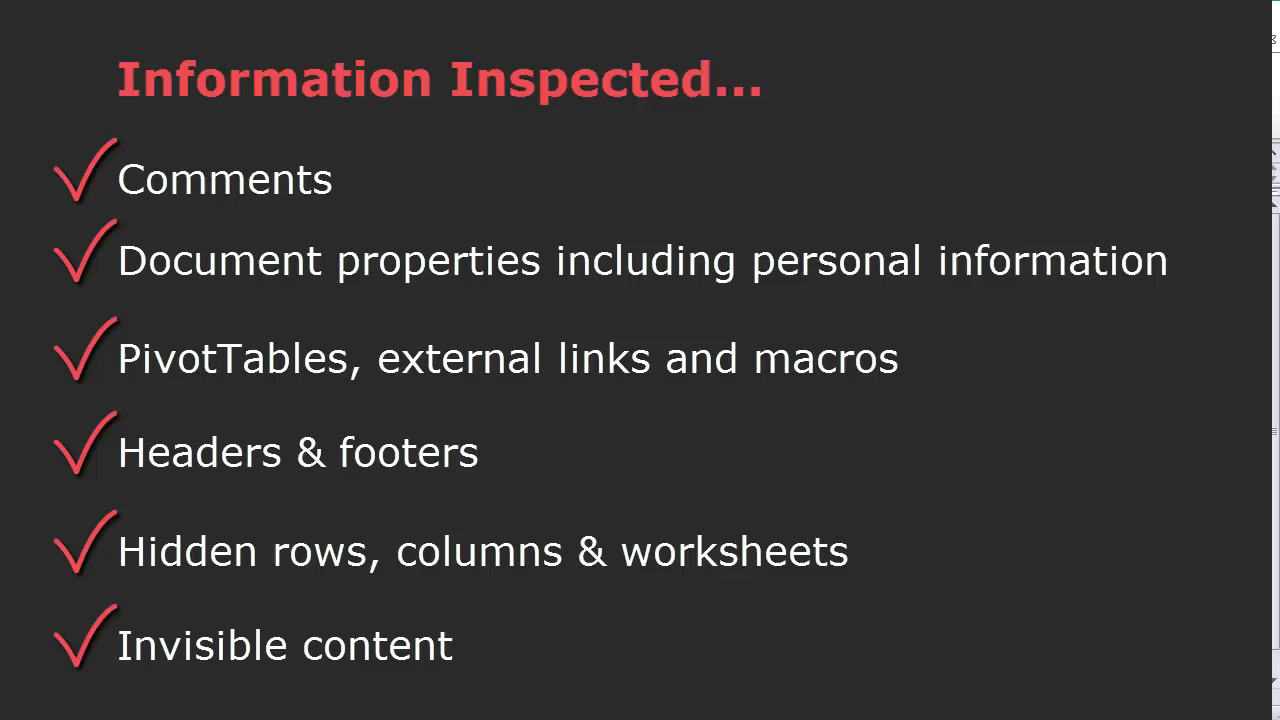 Information Inspected...
Comments
Document properties including personal information
PivotTables, external links and macros
Headers & footers
Hidden rows, columns & worksheets
Invisible content